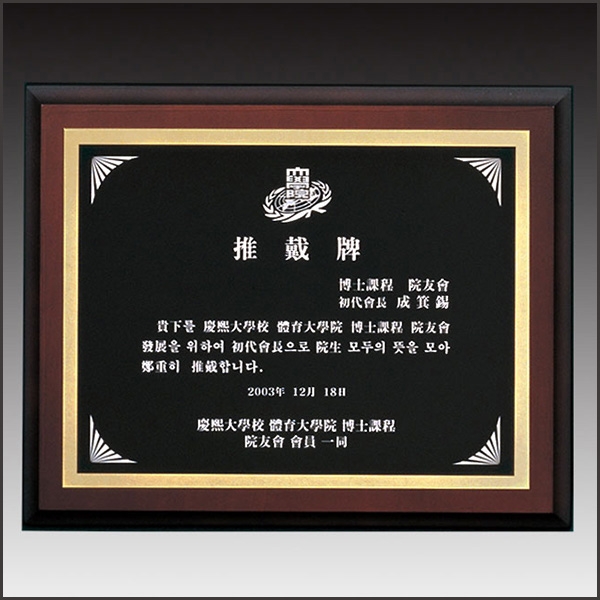 大學院
推戴牌
博士課程 院友會
初代會長 成箕錫
貴下를 慶熙大學校 體育大學院 博士課程 院友會
發展을 위하여 初代會長으로 院生 모두의 뜻을 모아
鄭重히 推戴합니다.
2003年 12月 18日
慶熙大學校 體育大學院 博士課程
院友會 會員 一同